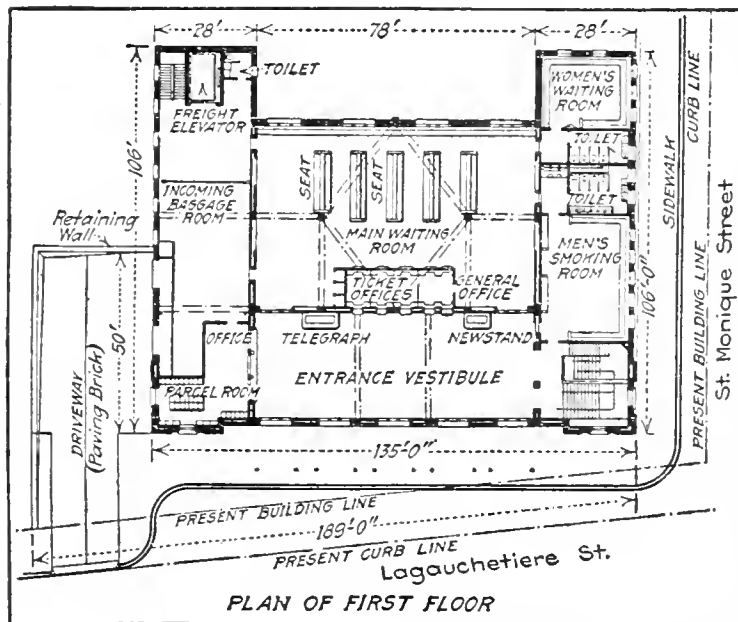 28'
78'
28'
TOILET
FREIGHT
ELEVATOR
WOMEN'S
WAITING
ROOM
CURB LINE
TOILET
SIDEWALK
106'
SEAT
SEAT
INCOMING
BAGGAGE
ROOM
TOILET
Retaining
Wall
MAIN WAITING
ROOM
MEN'S
SMOKING
ROOM
TICKET
OFFICES
GENERAL
OFFICE
106'-0"
PRESENT BUILDING LINE
St. Monique Street
50'
OFFICE
TELEGRAPH
NEWSTAND
DRIVEWAY
(Paving Brick)
PARCEL ROOM
ENTRANCE VESTIBULE
135'-0"
PRESENT BUILDING LINE
189'-0"
PRESENT CURB LINE
Lagauchetiere St.
PLAN OF FIRST FLOOR